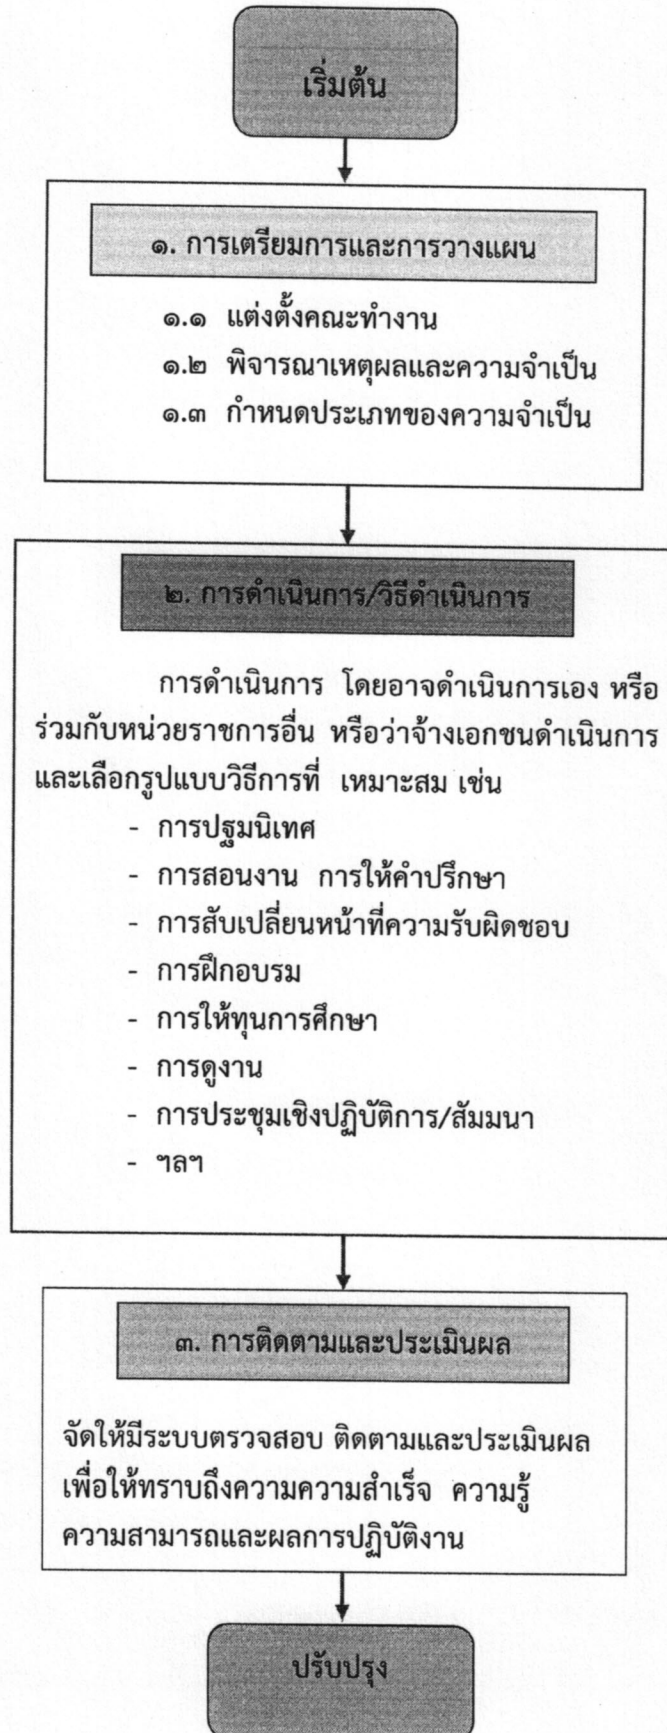 เริ่มต้น
๑. การเตรียมการและการวางแผน
๑.๑ แต่งตั้งคณะทำงาน
๑.๒ พิจารณาเหตุผลและความจำเป็น
๑.๓ กำหนดประเภทของความจำเป็น
๒. การดำเนินการ/วิธีดำเนินการ
การดำเนินการ โดยอาจดำเนินการเอง หรือ
ร่วมกับหน่วยราชการอื่น หรือว่าจ้างเอกชนดำเนินการ
และเลือกรูปแบบวิธีการที่ เหมาะสม เช่น
- การปฐมนิเทศ
- การสอนงาน การให้คำปรึกษา
- การสับเปลี่ยนหน้าที่ความรับผิดชอบ
- การฝึกอบรม
- การให้ทุนการศึกษา
- การดูงาน
- การประชุมเชิงปฏิบัติการ/สัมมนา
- ฯลฯ
๓. การติดตามและประเมินผล
จัดให้มีระบบตรวจสอบ ติดตามและประเมินผล
เพื่อให้ทราบถึงความความสำเร็จ ความรู้
ความสามารถและผลการปฏิบัติงาน
ปรับปรุง